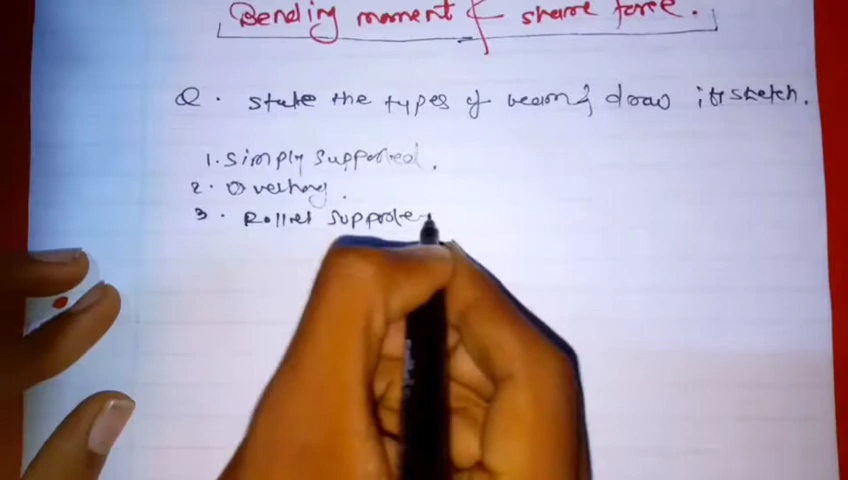 Bending moment & share force.
Q. state the types of beam & draw its sketch.
1. Simply supported.
2. Overhang.
3. Roller supporte